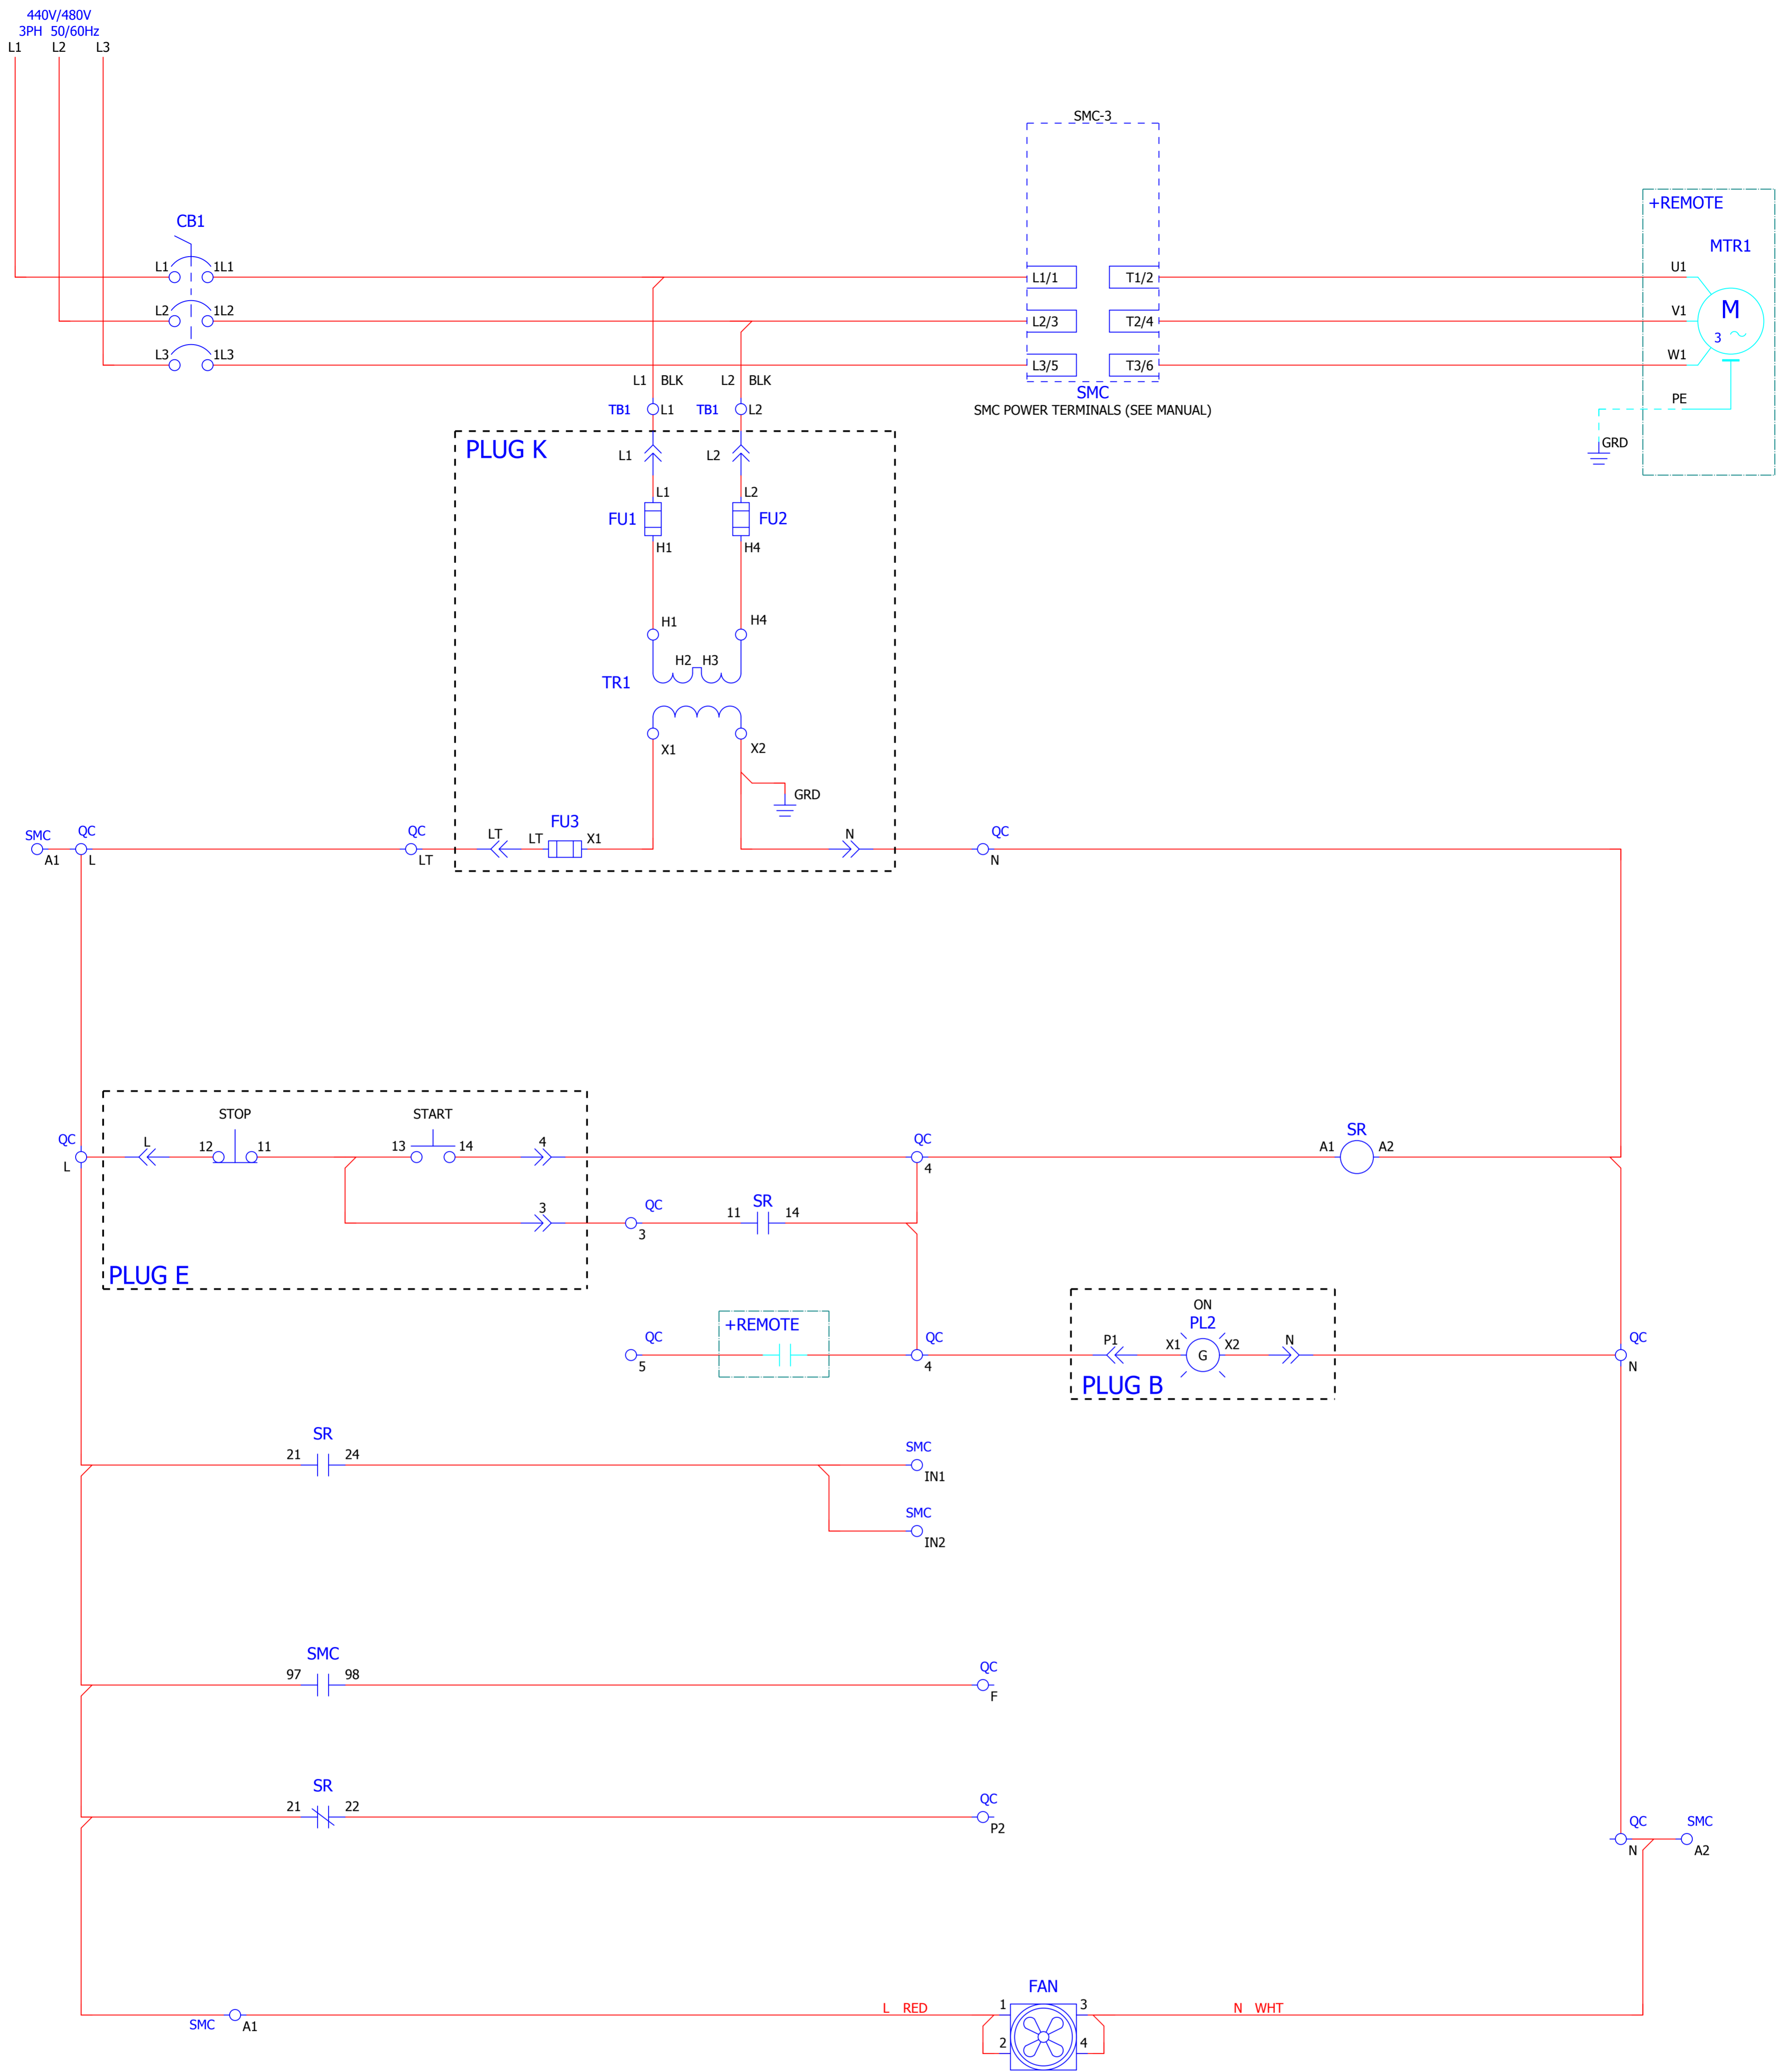 440V/480V
3PH 50/60Hz
L1 L2 L3
SMC-3
+REMOTE
CB1
MTR1
L1 1L1 L1/1 T1/2 U1
L2 1L2 L2/3 T2/4 V1 M
3
L3 1L3 L3/5 T3/6 W1
L1 BLK L2 BLK
SMC
PE
TB1 L1 TB1 L2
SMC POWER TERMINALS (SEE MANUAL)
GRD
PLUG K
L1 L2
L1 L2
FU1 FU2
H1 H4
H1 H4
H2 H3
TR1
X1 X2
GRD
FU3
SMC QC QC LT LT X1 N QC
A1 L LT N
STOP START
QC L 12 11 13 14 4 QC SR
A1 A2
L 4
3 QC 11 SR 14
3
PLUG E
ON
+REMOTE PL2
QC QC P1 X1 G X2 N QC
5 4 N
PLUG B
SR
21 24 SMC
IN1
SMC
IN2
SMC
97 98 QC
F
SR
21 22 QC
P2
QC SMC
N A2
FAN
L RED 1 3 N WHT
SMC A1
2 4